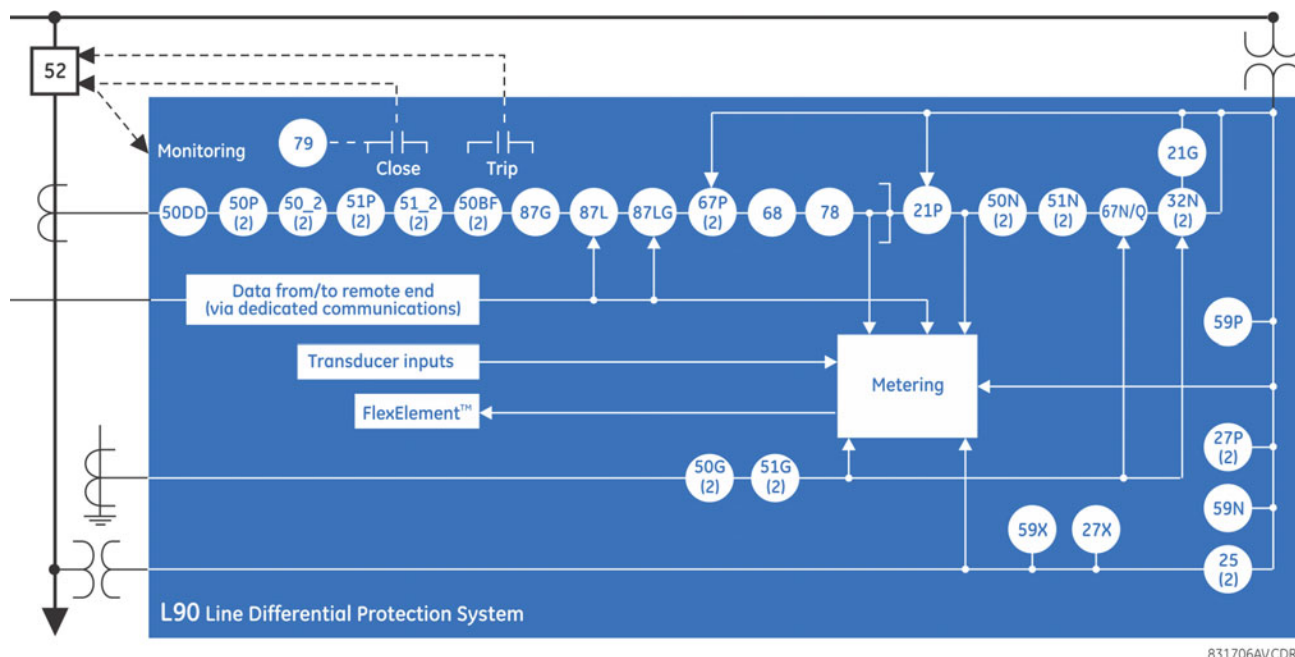 52
Monitoring
79
Close
Trip
21G
50DD
50P
(2)
50_2
(2)
51P
(2)
51_2
(2)
50BF
(2)
87G
87L
87LG
67P
(2)
68
78
21P
50N
(2)
51N
(2)
67N/Q
32N
(2)
Data from/to remote end
(via dedicated communications)
59P
Transducer inputs
Metering
FlexElement™
27P
(2)
50G
(2)
51G
(2)
59N
59X
27X
25
(2)
L90 Line Differential Protection System
831706AV.CDR